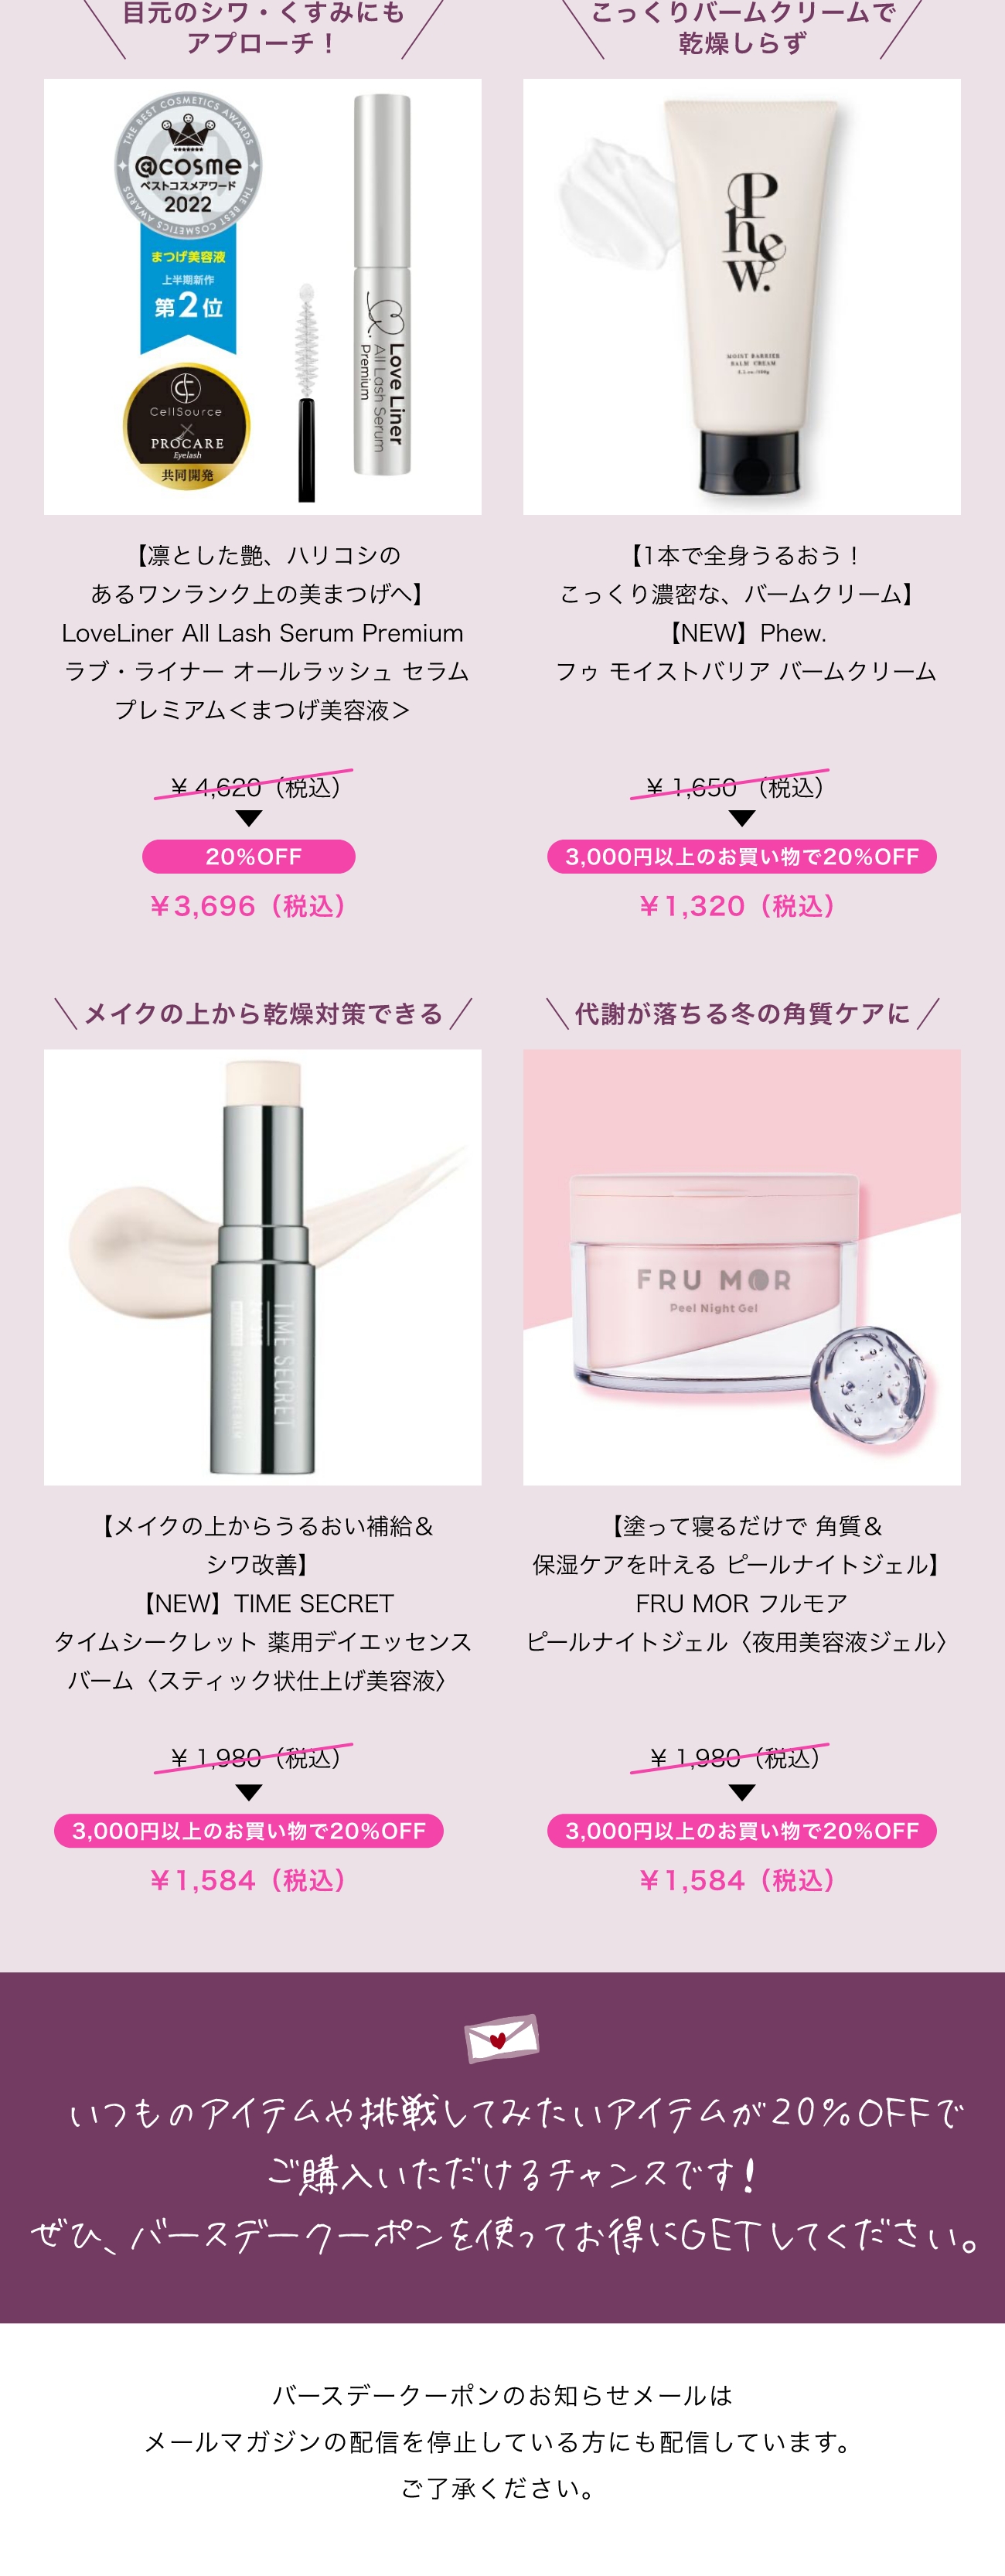 目元のシワ・くすみにも
アプローチ！
こっくりバームクリームで
乾燥しらず
THE BEST COSMETICS AWARDS
@cosme
ベストコスメアワード
2022
THE BEST COSMETICS AWARDS
まつげ美容液
上半期新作
第2位
CellSource
×
PROCARE
Eyelash
共同開発
Love Liner
All Lash Serum
Premium
Phew.
MOIST BARRIER
BALM CREAM
【凛とした艶、ハリコシの
あるワンランク上の美まつげへ】
LoveLiner All Lash Serum Premium
ラブ・ライナー オールラッシュ セラム
プレミアム＜まつげ美容液＞
¥ 4,620（税込）
20%OFF
¥3,696（税込）
【1本で全身うるおう！
こっくり濃密な、バームクリーム】
【NEW】Phew.
フゥ モイストバリア バームクリーム
¥ 1,650 （税込）
3,000円以上のお買い物で20%OFF
¥1,320（税込）
メイクの上から乾燥対策できる
代謝が落ちる冬の角質ケアに
TIME SECRET
FRU MOR
Peel Night Gel
【メイクの上からうるおい補給＆
シワ改善】
【NEW】TIME SECRET
タイムシークレット 薬用デイエッセンス
バーム〈スティック状仕上げ美容液〉
¥ 1,980（税込）
3,000円以上のお買い物で20%OFF
¥1,584（税込）
【塗って寝るだけで 角質＆
保湿ケアを叶える ピールナイトジェル】
FRU MOR フルモア
ピールナイトジェル〈夜用美容液ジェル〉
¥ 1,980（税込）
3,000円以上のお買い物で20%OFF
¥1,584（税込）
いつものアイテムや挑戦してみたいアイテムが20%OFFで
ご購入いただけるチャンスです!
ぜひ、バースデークーポンを使ってお得にGETしてください。
バースデークーポンのお知らせメールは
メールマガジンの配信を停止している方にも配信しています。
ご了承ください。